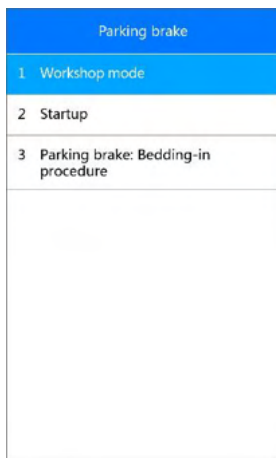 Parking brake
1 Workshop mode
2 Startup
3 Parking brake: Bedding-in
procedure